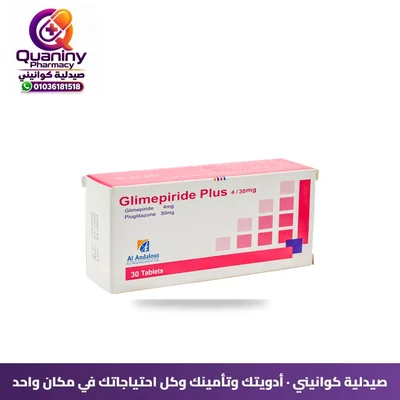 Quaniny
Pharmacy
صيدلية كوانيني
01036181518
Glimepiride Plus 4/30mg
Glimepiride 4mg
Pioglitazone 30mg
Al Andalous
30 Tablets
صيدلية كوانيني - أدويتك وتأمينك وكل احتياجاتك في مكان واحد